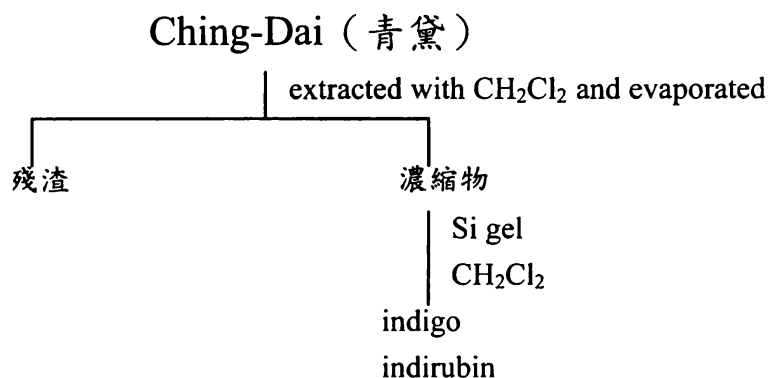 Ching-Dai（青黛）
extracted with CH₂Cl₂ and evaporated
殘渣
濃縮物
Si gel
CH₂Cl₂
indigo
indirubin